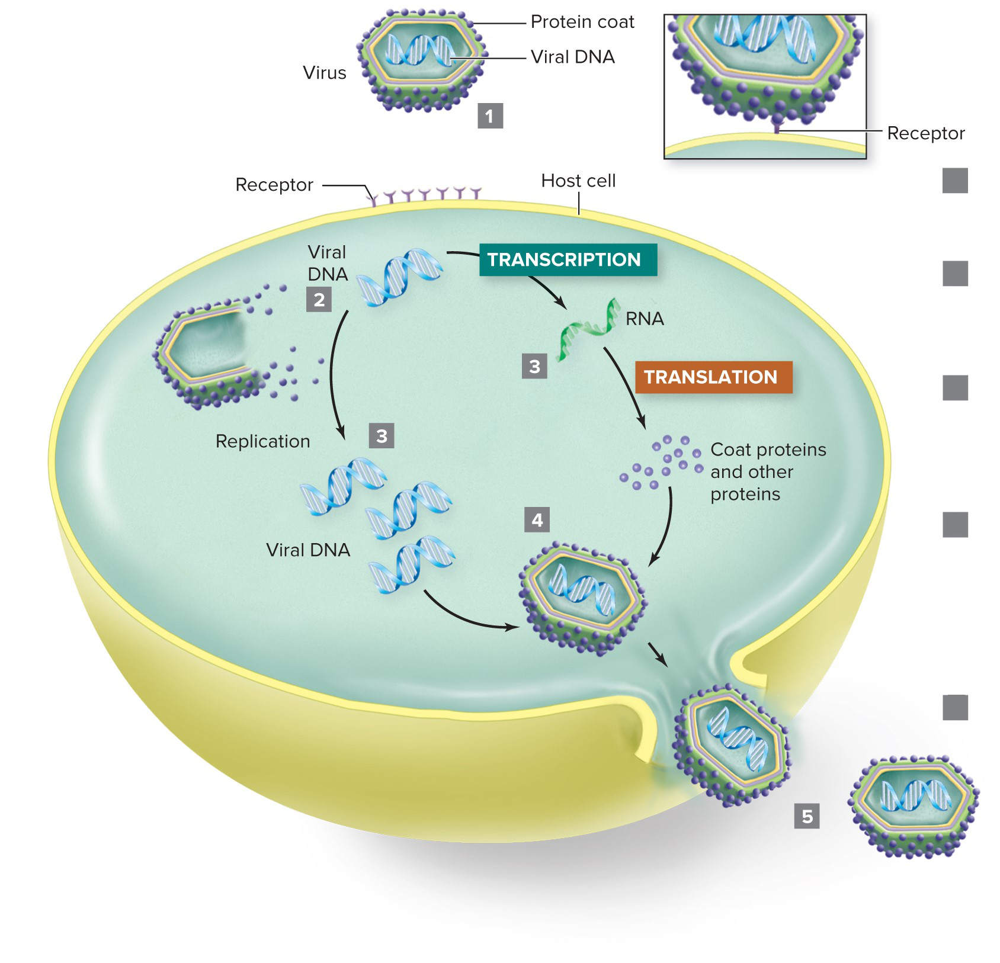 Protein coat
Viral DNA
Virus
1
Receptor
Receptor
Host cell
Viral
DNA
2
TRANSCRIPTION
RNA
3
TRANSLATION
Replication
3
Coat proteins
and other
proteins
4
Viral DNA
5